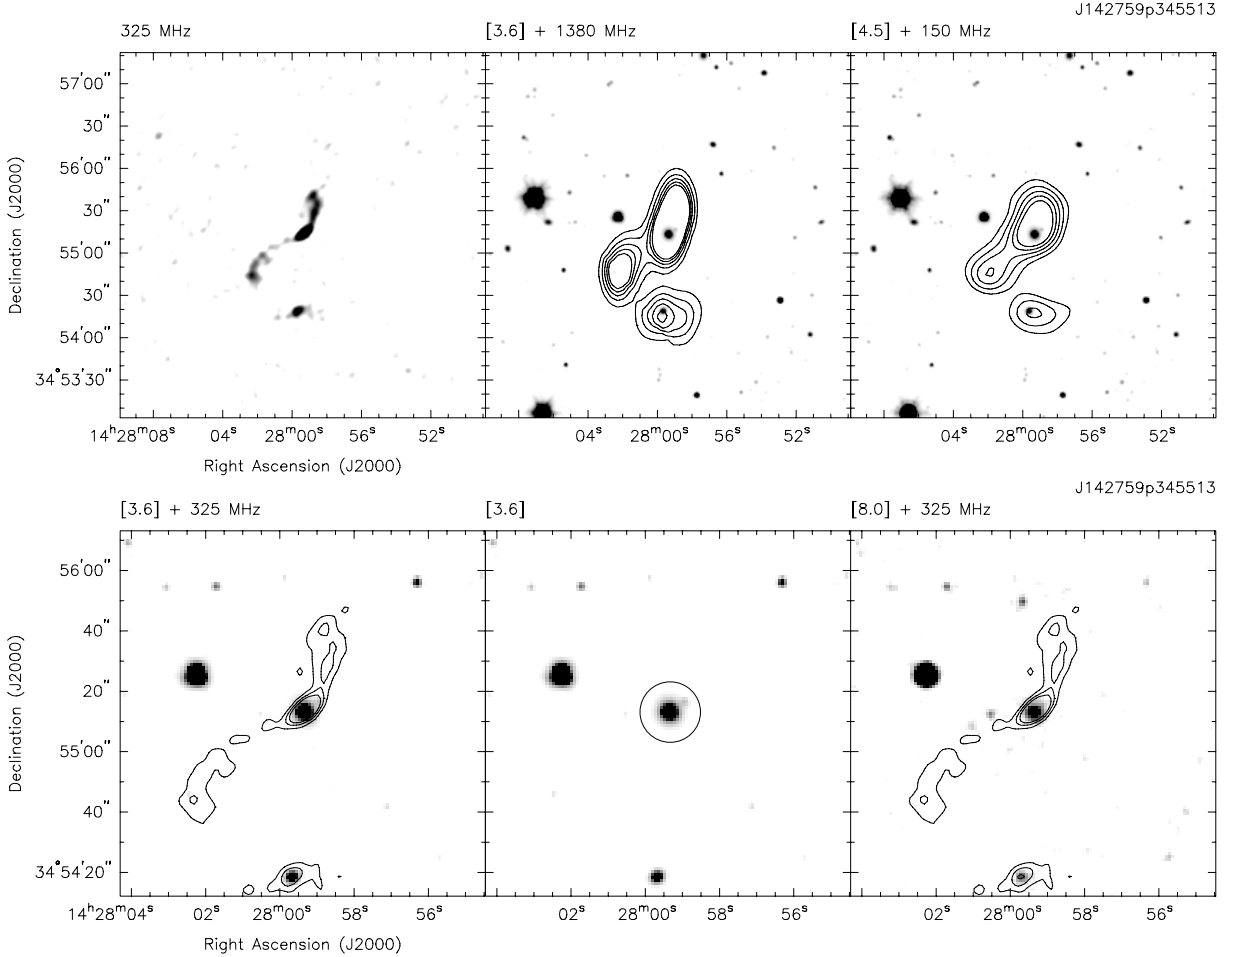 J142759p345513
325 MHz
[3.6] + 1380 MHz
[4.5] + 150 MHz
57'00"
30"
56'00"
30"
55'00"
30"
54'00"
34°53'30"
Declination (J2000)
14ʰ28ᵐ08ˢ 04ˢ 28ᵐ00ˢ 56ˢ 52ˢ
04ˢ 28ᵐ00ˢ 56ˢ 52ˢ
04ˢ 28ᵐ00ˢ 56ˢ 52ˢ
Right Ascension (J2000)
J142759p345513
[3.6] + 325 MHz
[3.6]
[8.0] + 325 MHz
56'00"
40"
20"
55'00"
40"
34°54'20"
Declination (J2000)
14ʰ28ᵐ04ˢ 02ˢ 28ᵐ00ˢ 58ˢ 56ˢ
02ˢ 28ᵐ00ˢ 58ˢ 56ˢ
02ˢ 28ᵐ00ˢ 58ˢ 56ˢ
Right Ascension (J2000)